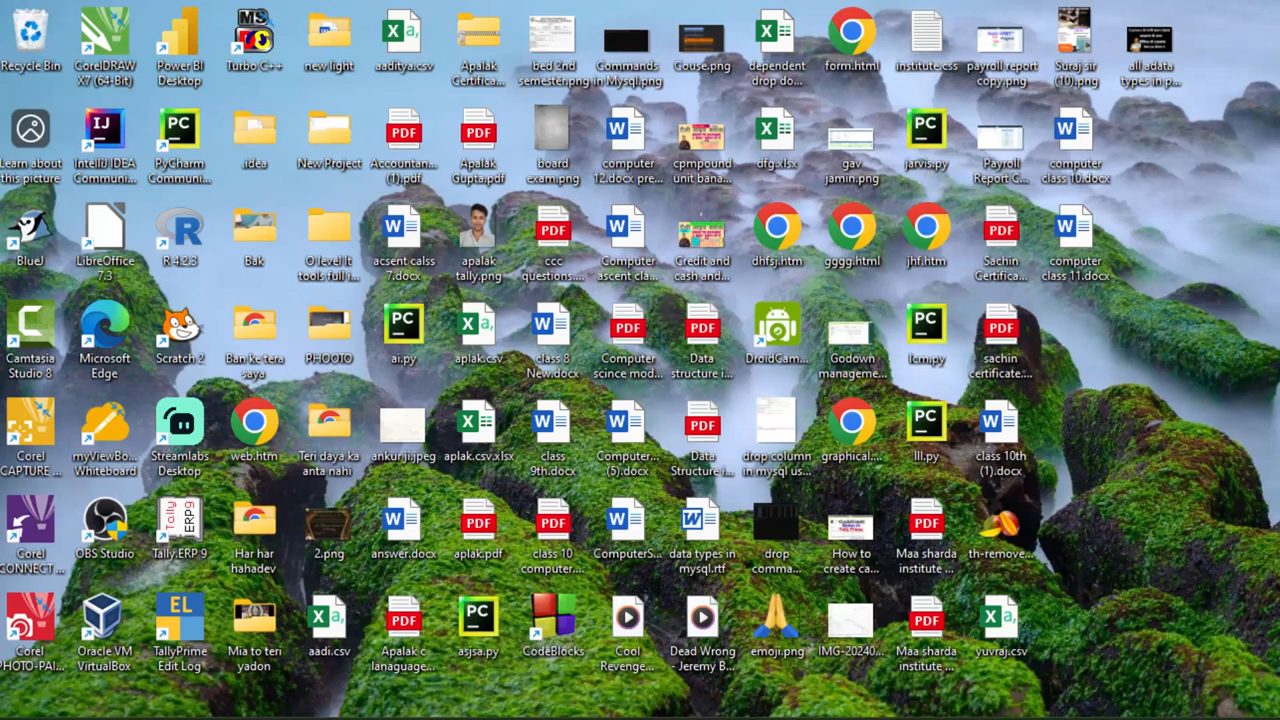 Recycle Bin
CorelDRAW
X7 (64-Bit)
Power BI
Desktop
Turbo C++
new light
aaditya.csv
Apalak
Certifica...
bed 2nd
semester.png
Commands
in Mysql.png
Couse.png
dependent
drop do...
form.html
institute.css
payroll report
copy.png
Suraj sir
(10).png
all adata
types in p...
Learn about
this picture
IntelliJ IDEA
Communi...
PyCharm
Communi...
.idea
New Project
Accountan...
(1).pdf
Apalak
Gupta.pdf
board
exam.png
computer
12.docx pre...
cpmpound
unit bana...
dfg.xlsx
gav
jamin.png
jarvis.py
Payroll
Report C...
computer
class 10.docx
BlueJ
LibreOffice
7.3
R 4.2.3
Bak
O level It
tools full i...
acsent calss
7.docx
apalak
tally.png
ccc
questions....
Computer
ascent cla...
Credit and
cash and...
dhfsj.htm
gggg.html
jhf.htm
Sachin
Certifica...
computer
class 11.docx
Camtasia
Studio 8
Microsoft
Edge
Scratch 2
Ban ke tera
saya
PHOOTO
ai.py
aplak.csv
class 8
New.docx
Computer
scince mod...
Data
structure i...
DroidCam...
Godown
manageme...
lcm.py
sachin
certificate....
Corel
CAPTURE ...
myViewBo...
Whiteboard
Streamlabs
Desktop
web.htm
Teri daya ka
anta nahi
ankur ji.jpeg
aplak.csv.xlsx
class
9th.docx
Computer...
(5).docx
Data
Structure i...
drop column
in mysql us...
graphical....
lll.py
class 10th
(1).docx
Corel
CONNECT ...
OBS Studio
Tally.ERP 9
Har har
hahadev
2.png
answer.docx
aplak.pdf
class 10
computer....
ComputerS...
data types in
mysql.rtf
drop
comma...
How to
create ca...
Maa sharda
institute ...
th-remove...
Corel
PHOTO-PAI...
Oracle VM
VirtualBox
TallyPrime
Edit Log
Mia to teri
yadon
aadi.csv
Apalak c
lanaguage...
asjsa.py
CodeBlocks
Cool
Revenge...
Dead Wrong
- Jeremy B...
emoji.png
IMG-20240...
Maa sharda
institute ...
yuvraj.csv